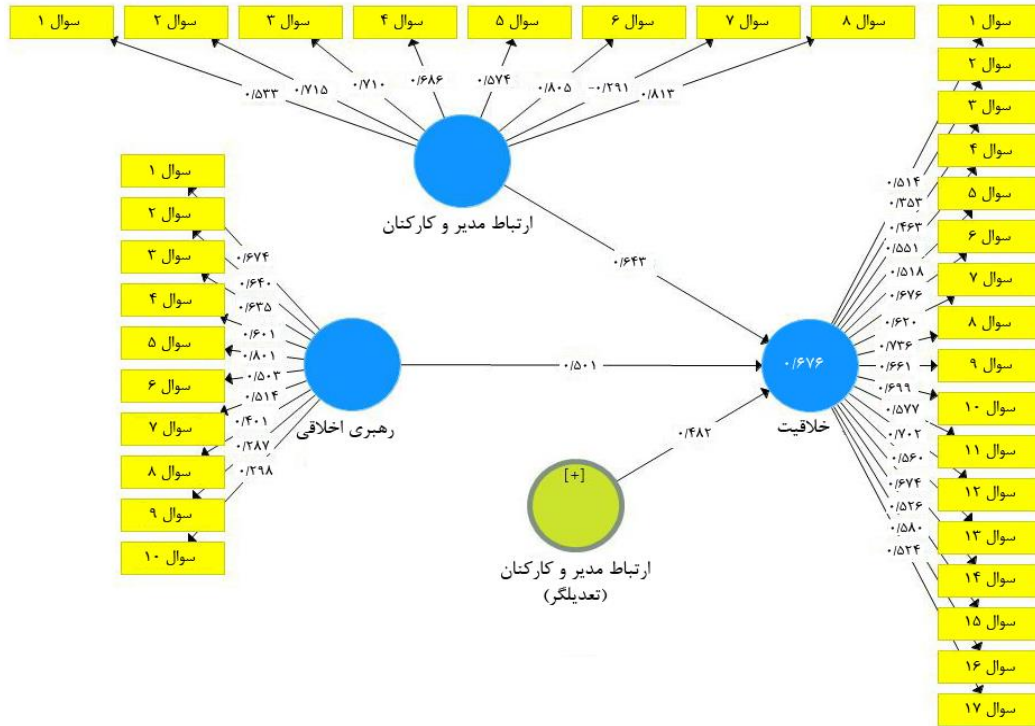 سوال ۱
سوال ۲
سوال ۳
سوال ۴
سوال ۵
سوال ۶
سوال ۷
سوال ۸
۰/۵۳۳
۰/۷۱۵
۰/۷۱۰
۰/۶۸۶
۰/۵۷۴
۰/۸۰۵
-۰/۲۹۱
۰/۸۱۳
ارتباط مدیر و کارکنان
سوال ۱
سوال ۲
سوال ۳
سوال ۴
سوال ۵
سوال ۶
سوال ۷
سوال ۸
سوال ۹
سوال ۱۰
۰/۶۷۴
۰/۶۴۰
۰/۶۳۵
۰/۶۰۱
۰/۸۰۱
۰/۵۰۳
۰/۵۱۴
۰/۴۰۱
۰/۲۸۷
۰/۲۹۸
رهبری اخلاقی
۰/۶۴۳
۰/۵۰۱
۰/۴۸۲
[+]
ارتباط مدیر و کارکنان
(تعدیلگر)
۰/۶۷۶
خلاقیت
۰/۵۱۴
۰/۳۵۳
۰/۴۶۳
۰/۵۵۱
۰/۵۱۸
۰/۶۷۶
۰/۶۲۰
۰/۷۳۶
۰/۶۶۱
۰/۶۹۹
۰/۵۷۷
۰/۷۰۲
۰/۵۶۰
۰/۶۷۴
۰/۵۲۶
۰/۵۸۰
۰/۵۲۴
سوال ۱
سوال ۲
سوال ۳
سوال ۴
سوال ۵
سوال ۶
سوال ۷
سوال ۸
سوال ۹
سوال ۱۰
سوال ۱۱
سوال ۱۲
سوال ۱۳
سوال ۱۴
سوال ۱۵
سوال ۱۶
سوال ۱۷